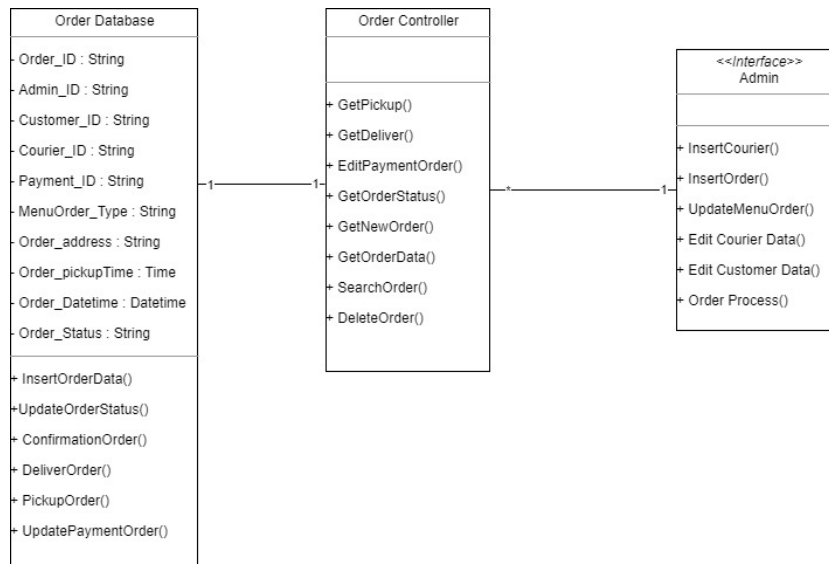 Order Database
- Order_ID : String
- Admin_ID : String
- Customer_ID : String
- Courier_ID : String
- Payment_ID : String
- MenuOrder_Type : String
- Order_address : String
- Order_pickupTime : Time
- Order_Datetime : Datetime
- Order_Status : String
+ InsertOrderData()
+UpdateOrderStatus()
+ ConfirmationOrder()
+ DeliverOrder()
+ PickupOrder()
+ UpdatePaymentOrder()
1
1
Order Controller
+ GetPickup()
+ GetDeliver()
+ EditPaymentOrder()
+ GetOrderStatus()
+ GetNewOrder()
+ GetOrderData()
+ SearchOrder()
+ DeleteOrder()
*
1
<<Interface>>
Admin
+ InsertCourier()
+ InsertOrder()
+ UpdateMenuOrder()
+ Edit Courier Data()
+ Edit Customer Data()
+ Order Process()